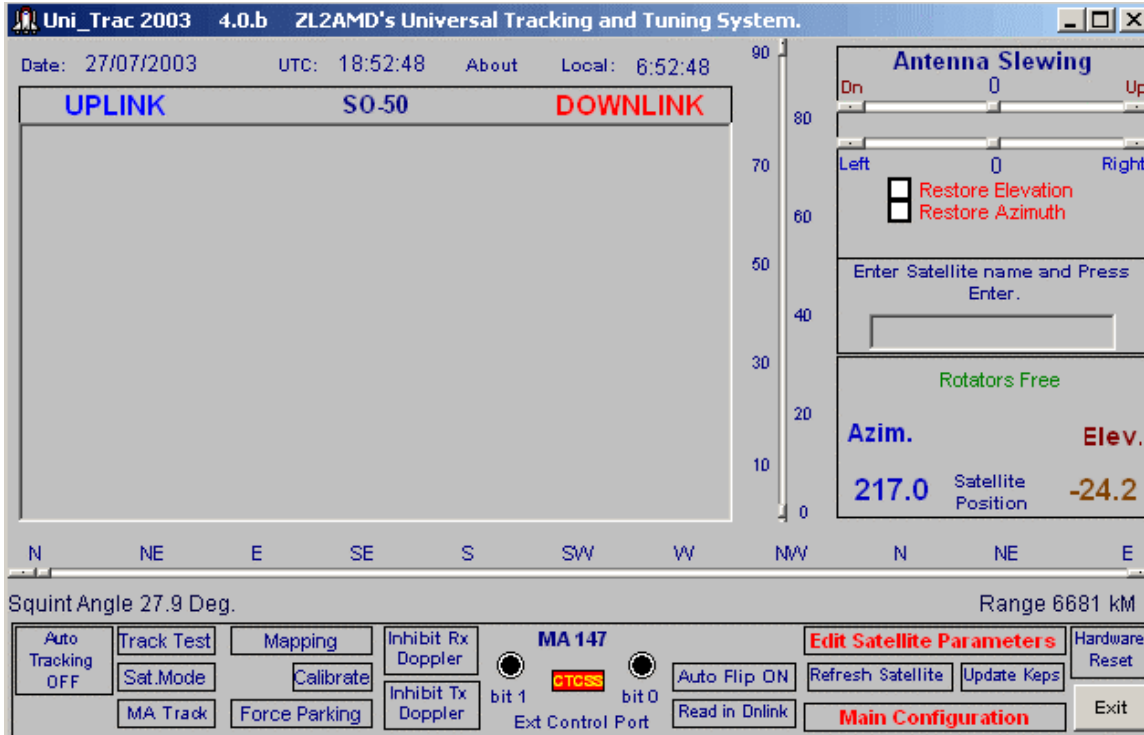 Uni_Trac 2003 4.0.b ZL2AMD's Universal Tracking and Tuning System.
Date: 27/07/2003 UTC: 18:52:48 About Local: 6:52:48
UPLINK SO-50 DOWNLINK
90
80
70
60
50
40
30
20
10
0
Antenna Slewing
Dn 0 Up
Left 0 Right
Restore Elevation
Restore Azimuth
Enter Satellite name and Press
Enter.
Rotators Free
Azim. Elev.
217.0 Satellite Position -24.2
N NE E SE S SW W NW N NE E
Squint Angle 27.9 Deg. Range 6681 kM
Auto Tracking OFF
Track Test
Sat.Mode
MA Track
Mapping
Calibrate
Force Parking
Inhibit Rx Doppler
Inhibit Tx Doppler
MA 147
bit 1 CTCSS bit 0
Ext Control Port
Auto Flip ON
Read in Dnlink
Edit Satellite Parameters
Refresh Satellite Update Keps
Main Configuration
Hardware Reset
Exit